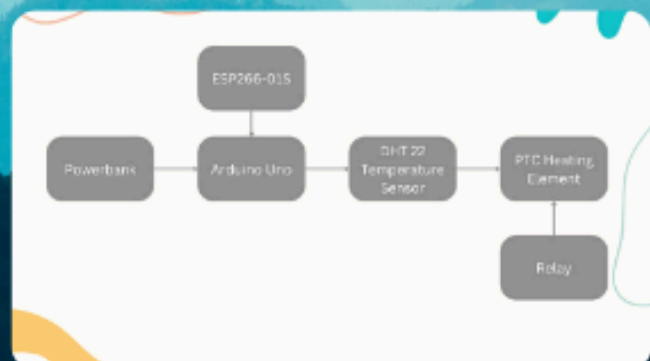 ESP266-01S
Powerbank
Arduino Uno
DHT 22
Temperature
Sensor
PTC Heating
Element
Relay